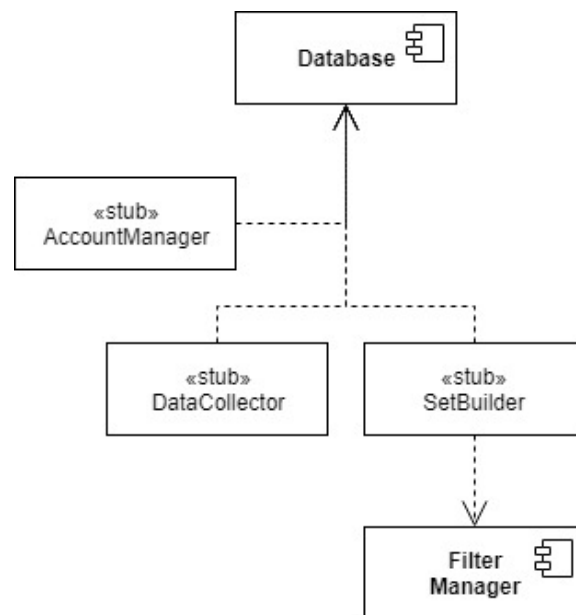 Database
«stub»
AccountManager
«stub»
DataCollector
«stub»
SetBuilder
Filter
Manager